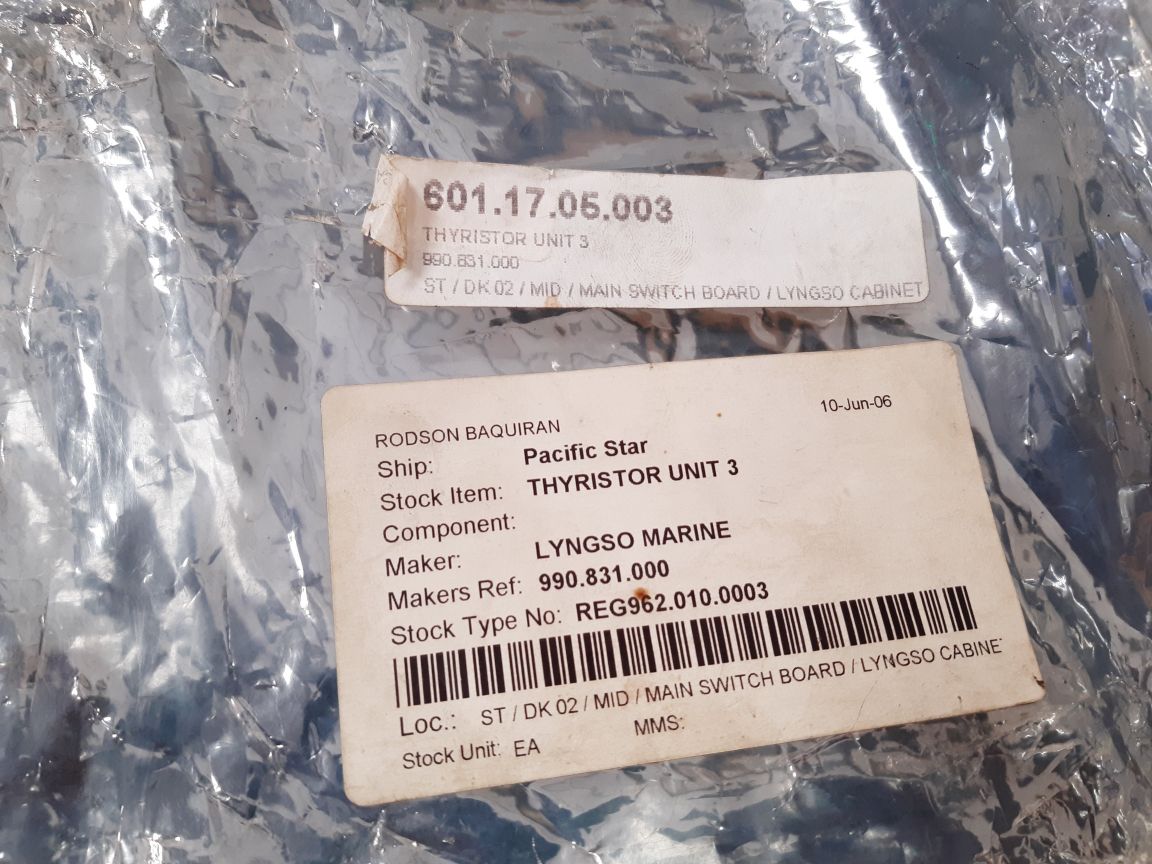 601.17.05.003
THYRISTOR UNIT 3
990.831.000
ST / DK 02 / MID / MAIN SWITCH BOARD / LYNGSO CABINET
RODSON BAQUIRAN
10-Jun-06
Ship: Pacific Star
Stock Item: THYRISTOR UNIT 3
Component:
Maker: LYNGSO MARINE
Makers Ref: 990.831.000
Stock Type No: REG962.010.0003
Loc.: ST / DK 02 / MID / MAIN SWITCH BOARD / LYNGSO CABINE
Stock Unit: EA MMS: